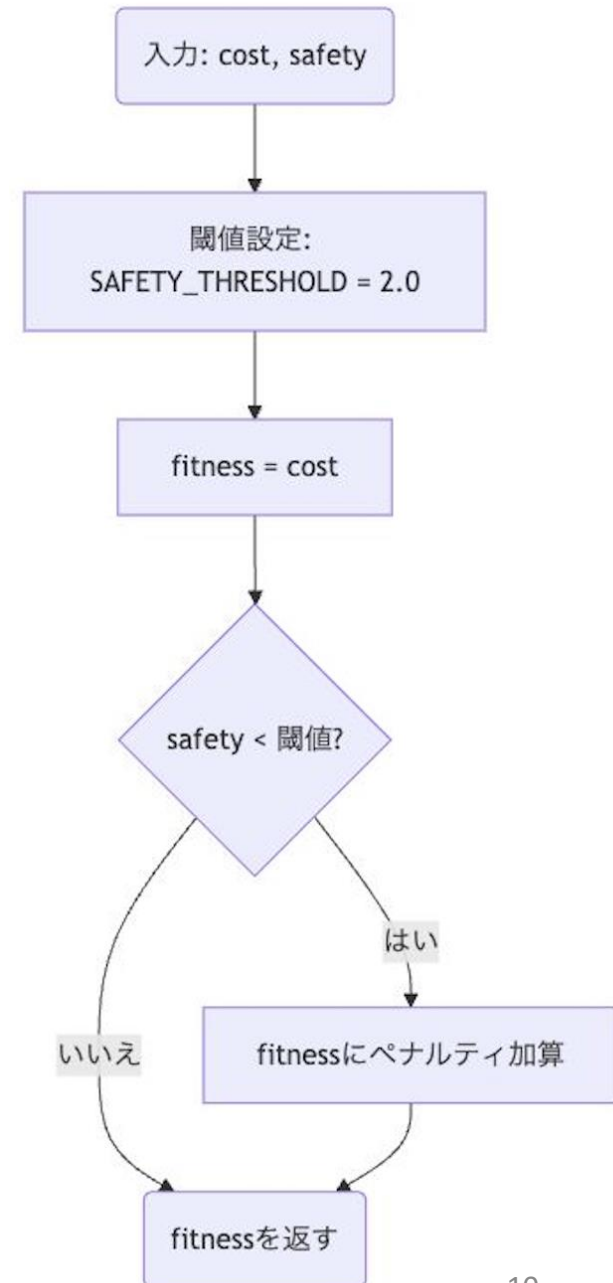 入力: cost, safety
閾値設定:
SAFETY_THRESHOLD = 2.0
fitness = cost
safety < 閾値?
はい
いいえ
fitnessにペナルティ加算
fitnessを返す